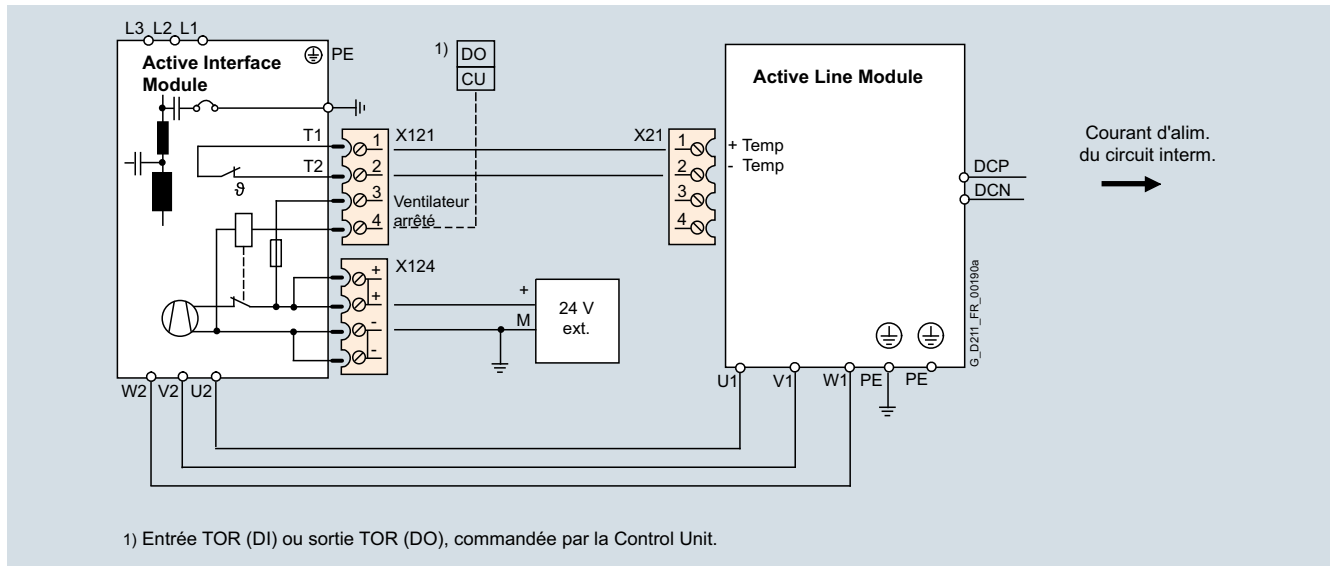 L3 L2 L1
Active Interface
Module
PE
1) DO
CU
Active Line Module
T1
T2
ϑ
X121
1
2
3
4
Ventilateur
arrêté
X21
1
2
3
4
+ Temp
- Temp
DCP
DCN
Courant d'alim.
du circuit interm.
X124
+
+
-
-
+
M
24 V
ext.
G_D211_FR_00190a
W2 V2 U2
U1 V1 W1 PE PE
1) Entrée TOR (DI) ou sortie TOR (DO), commandée par la Control Unit.